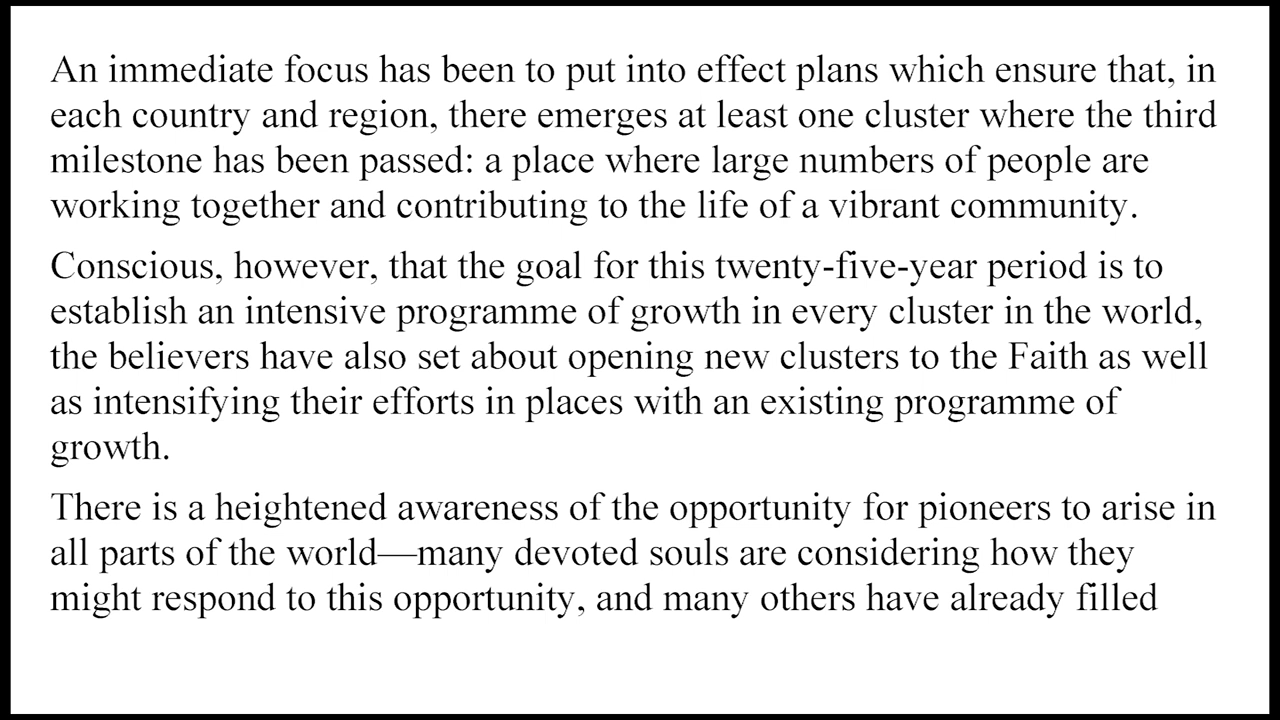 An immediate focus has been to put into effect plans which ensure that, in
each country and region, there emerges at least one cluster where the third
milestone has been passed: a place where large numbers of people are
working together and contributing to the life of a vibrant community.
Conscious, however, that the goal for this twenty-five-year period is to
establish an intensive programme of growth in every cluster in the world,
the believers have also set about opening new clusters to the Faith as well
as intensifying their efforts in places with an existing programme of
growth.
There is a heightened awareness of the opportunity for pioneers to arise in
all parts of the world—many devoted souls are considering how they
might respond to this opportunity, and many others have already filled